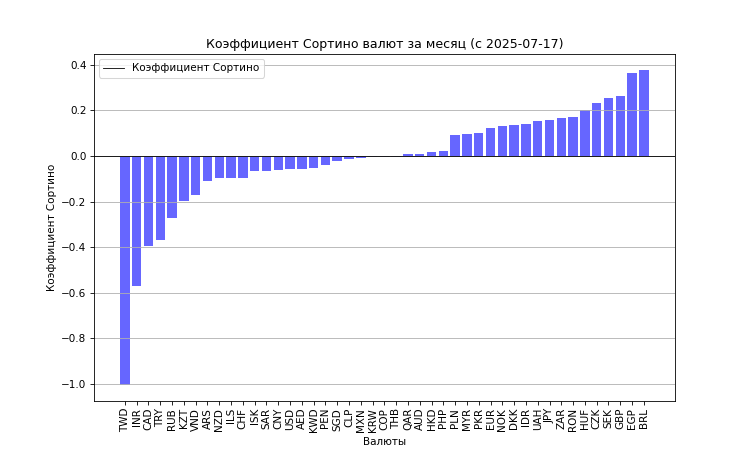 Коэффициент Сортино валют за месяц (с 2025-07-17)
Коэффициент Сортино
0.4
0.2
0.0
−0.2
−0.4
−0.6
−0.8
−1.0
Коэффициент Сортино
TWD INR CAD TRY RUB KZT VND ARS NZD ILS CHF ISK SAR CNY USD AED KWD PEN SGD CLP MXN KRW COP THB QAR AUD HKD PHP PLN MYR PKR EUR NOK DKK IDR UAH JPY ZAR RON HUF CZK SEK GBP EGP BRL
Валюты